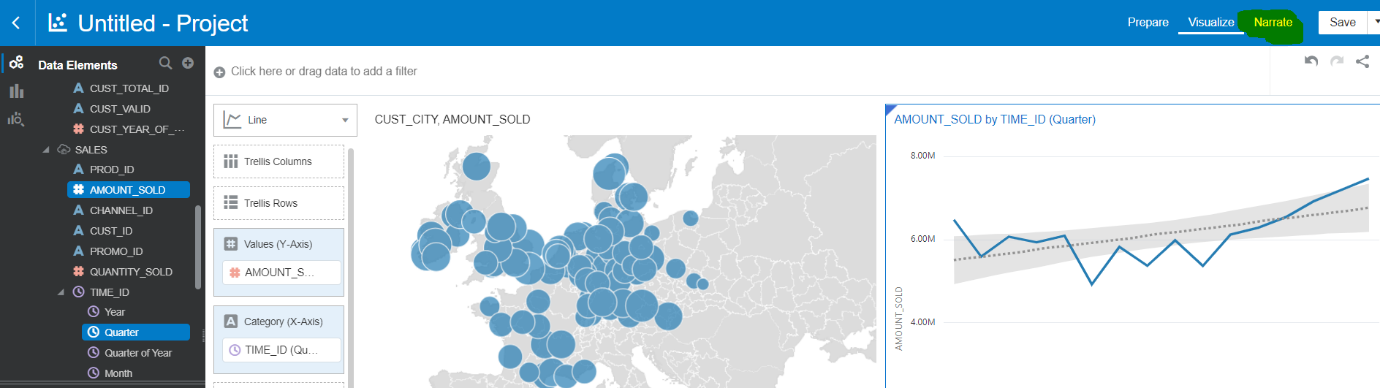 Untitled - Project
Prepare
Visualize
Narrate
Save
Data Elements
CUST_TOTAL_ID
CUST_VALID
CUST_YEAR_OF_···
SALES
PROD_ID
AMOUNT_SOLD
CHANNEL_ID
CUST_ID
PROMO_ID
QUANTITY_SOLD
TIME_ID
Year
Quarter
Quarter of Year
Month
Click here or drag data to add a filter
Line
Trellis Columns
Trellis Rows
Values (Y-Axis)
AMOUNT_S...
Category (X-Axis)
TIME_ID (Qu...
CUST_CITY, AMOUNT_SOLD
AMOUNT_SOLD by TIME_ID (Quarter)
8.00M
6.00M
4.00M
AMOUNT_SOLD